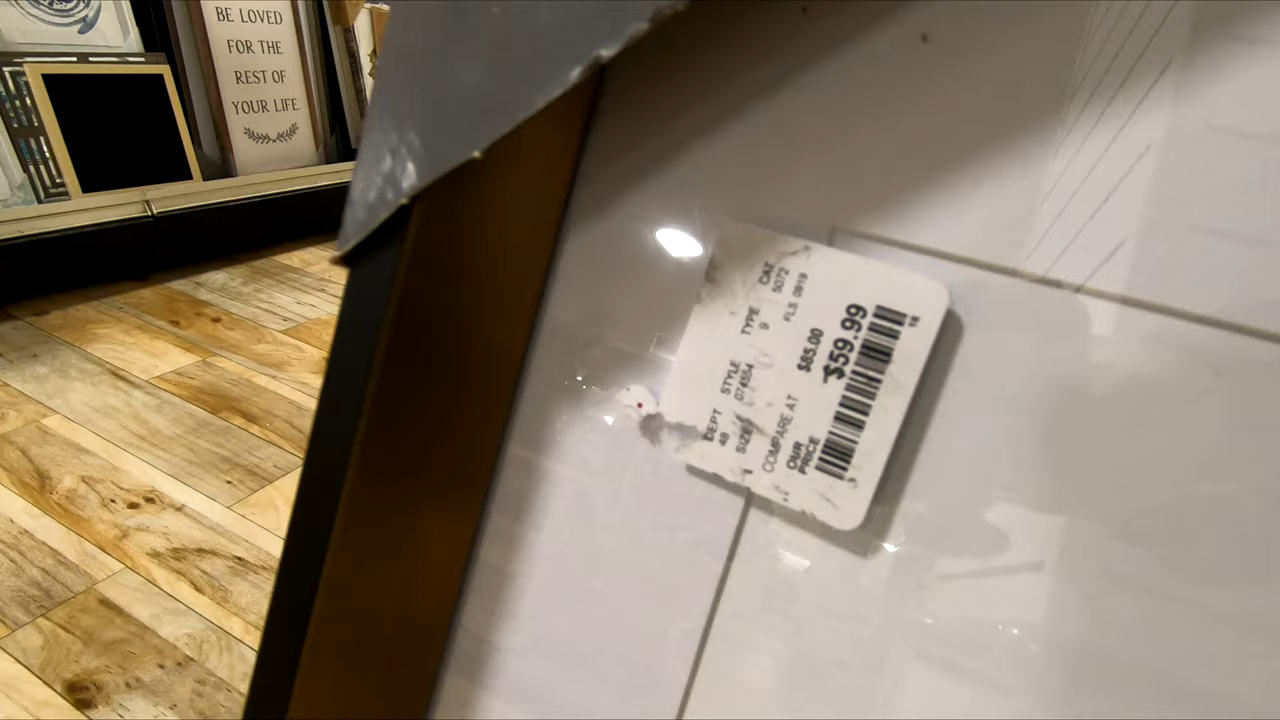 BE LOVED
FOR THE
REST OF
YOUR LIFE.
DEPT STYLE TYPE CAT
48 074554 9 5072
SIZE FLS 0919
COMPARE AT $85.00
OUR PRICE $59.99